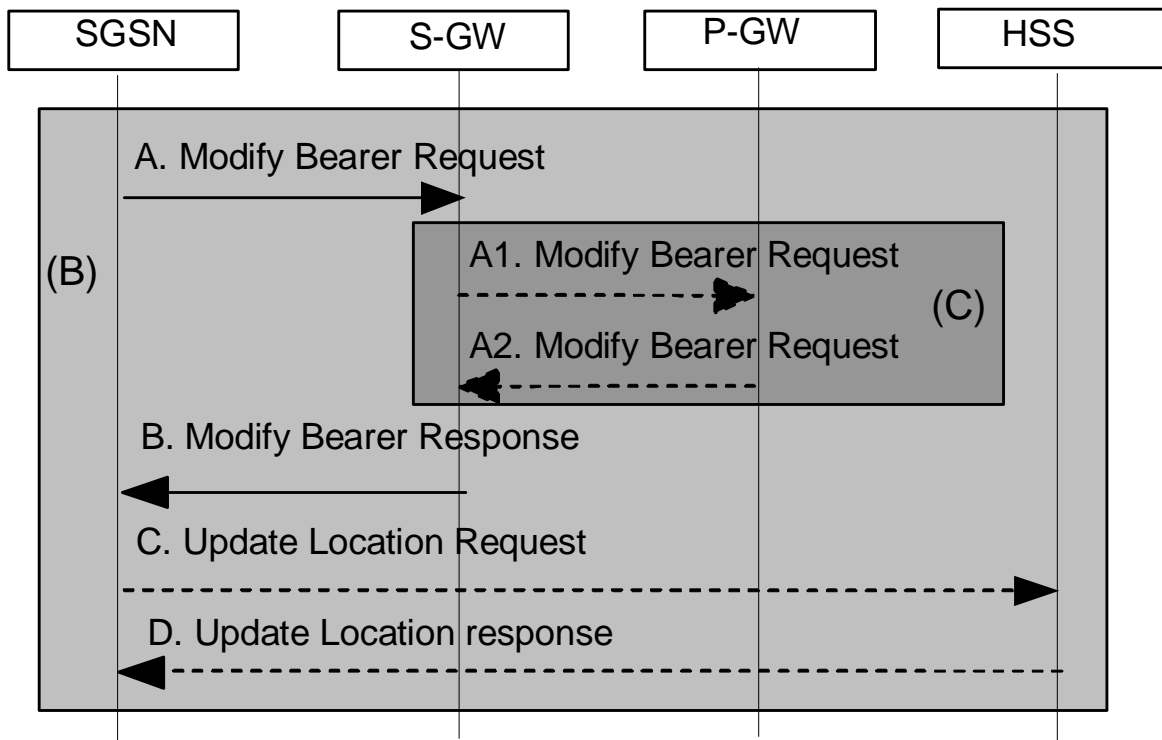 SGSN
S-GW
P-GW
HSS
A. Modify Bearer Request
(B)
A1. Modify Bearer Request
(C)
A2. Modify Bearer Request
B. Modify Bearer Response
C. Update Location Request
D. Update Location response